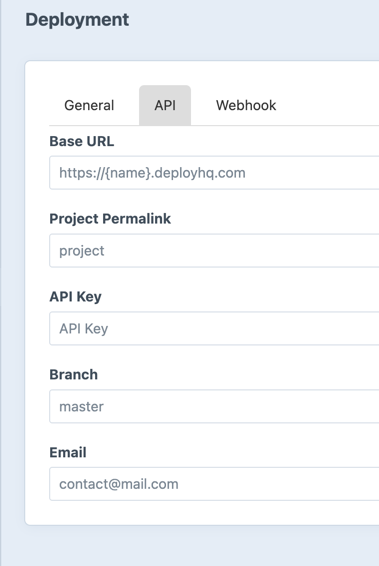 Deployment
General API Webhook
Base URL
https://{name}.deployhq.com
Project Permalink
project
API Key
API Key
Branch
master
Email
contact@mail.com